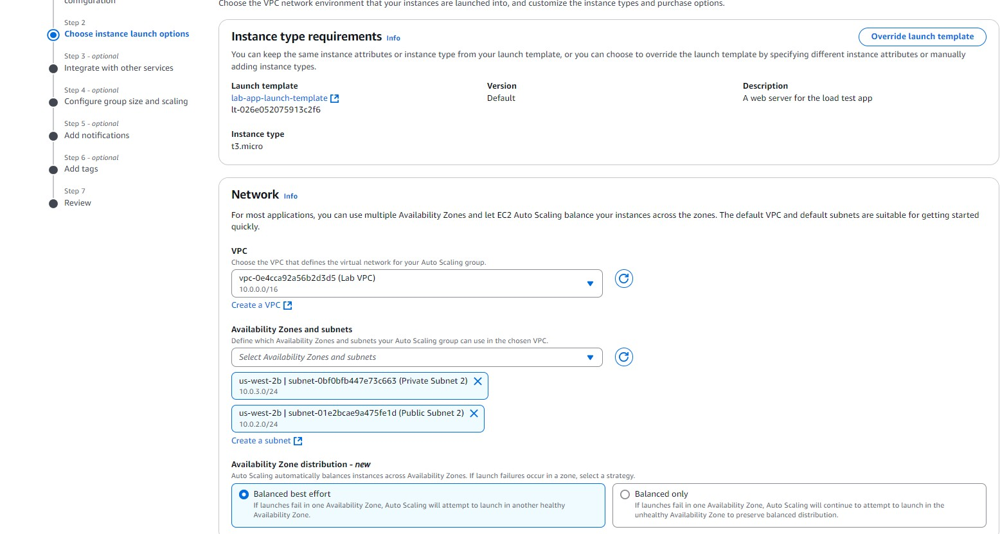 configuration
Step 2
Choose instance launch options
Step 3 - optional
Integrate with other services
Step 4 - optional
Configure group size and scaling
Step 5 - optional
Add notifications
Step 6 - optional
Add tags
Step 7
Review
Choose the VPC network environment that your instances are launched into, and customize the instance types and purchase options.
Instance type requirements Info
Override launch template
You can keep the same instance attributes or instance type from your launch template, or you can choose to override the launch template by specifying different instance attributes or manually
adding instance types.
Launch template
lab-app-launch-template
lt-026e052075913c2f6
Version
Default
Description
A web server for the load test app
Instance type
t3.micro
Network Info
For most applications, you can use multiple Availability Zones and let EC2 Auto Scaling balance your instances across the zones. The default VPC and default subnets are suitable for getting started
quickly.
VPC
Choose the VPC that defines the virtual network for your Auto Scaling group.
vpc-0e4cca92a56b2d3d5 (Lab VPC)
10.0.0.0/16
Create a VPC
Availability Zones and subnets
Define which Availability Zones and subnets your Auto Scaling group can use in the chosen VPC.
Select Availability Zones and subnets
us-west-2b | subnet-0bf0bfb447e73c663 (Private Subnet 2)
10.0.3.0/24
us-west-2b | subnet-01e2bcae9a475fe1d (Public Subnet 2)
10.0.2.0/24
Create a subnet
Availability Zone distribution - new
Auto Scaling automatically balances instances across Availability Zones. If launch failures occur in a zone, select a strategy.
Balanced best effort
If launches fail in one Availability Zone, Auto Scaling will attempt to launch in another healthy
Availability Zone.
Balanced only
If launches fail in one Availability Zone, Auto Scaling will continue to attempt to launch in the
unhealthy Availability Zone to preserve balanced distribution.